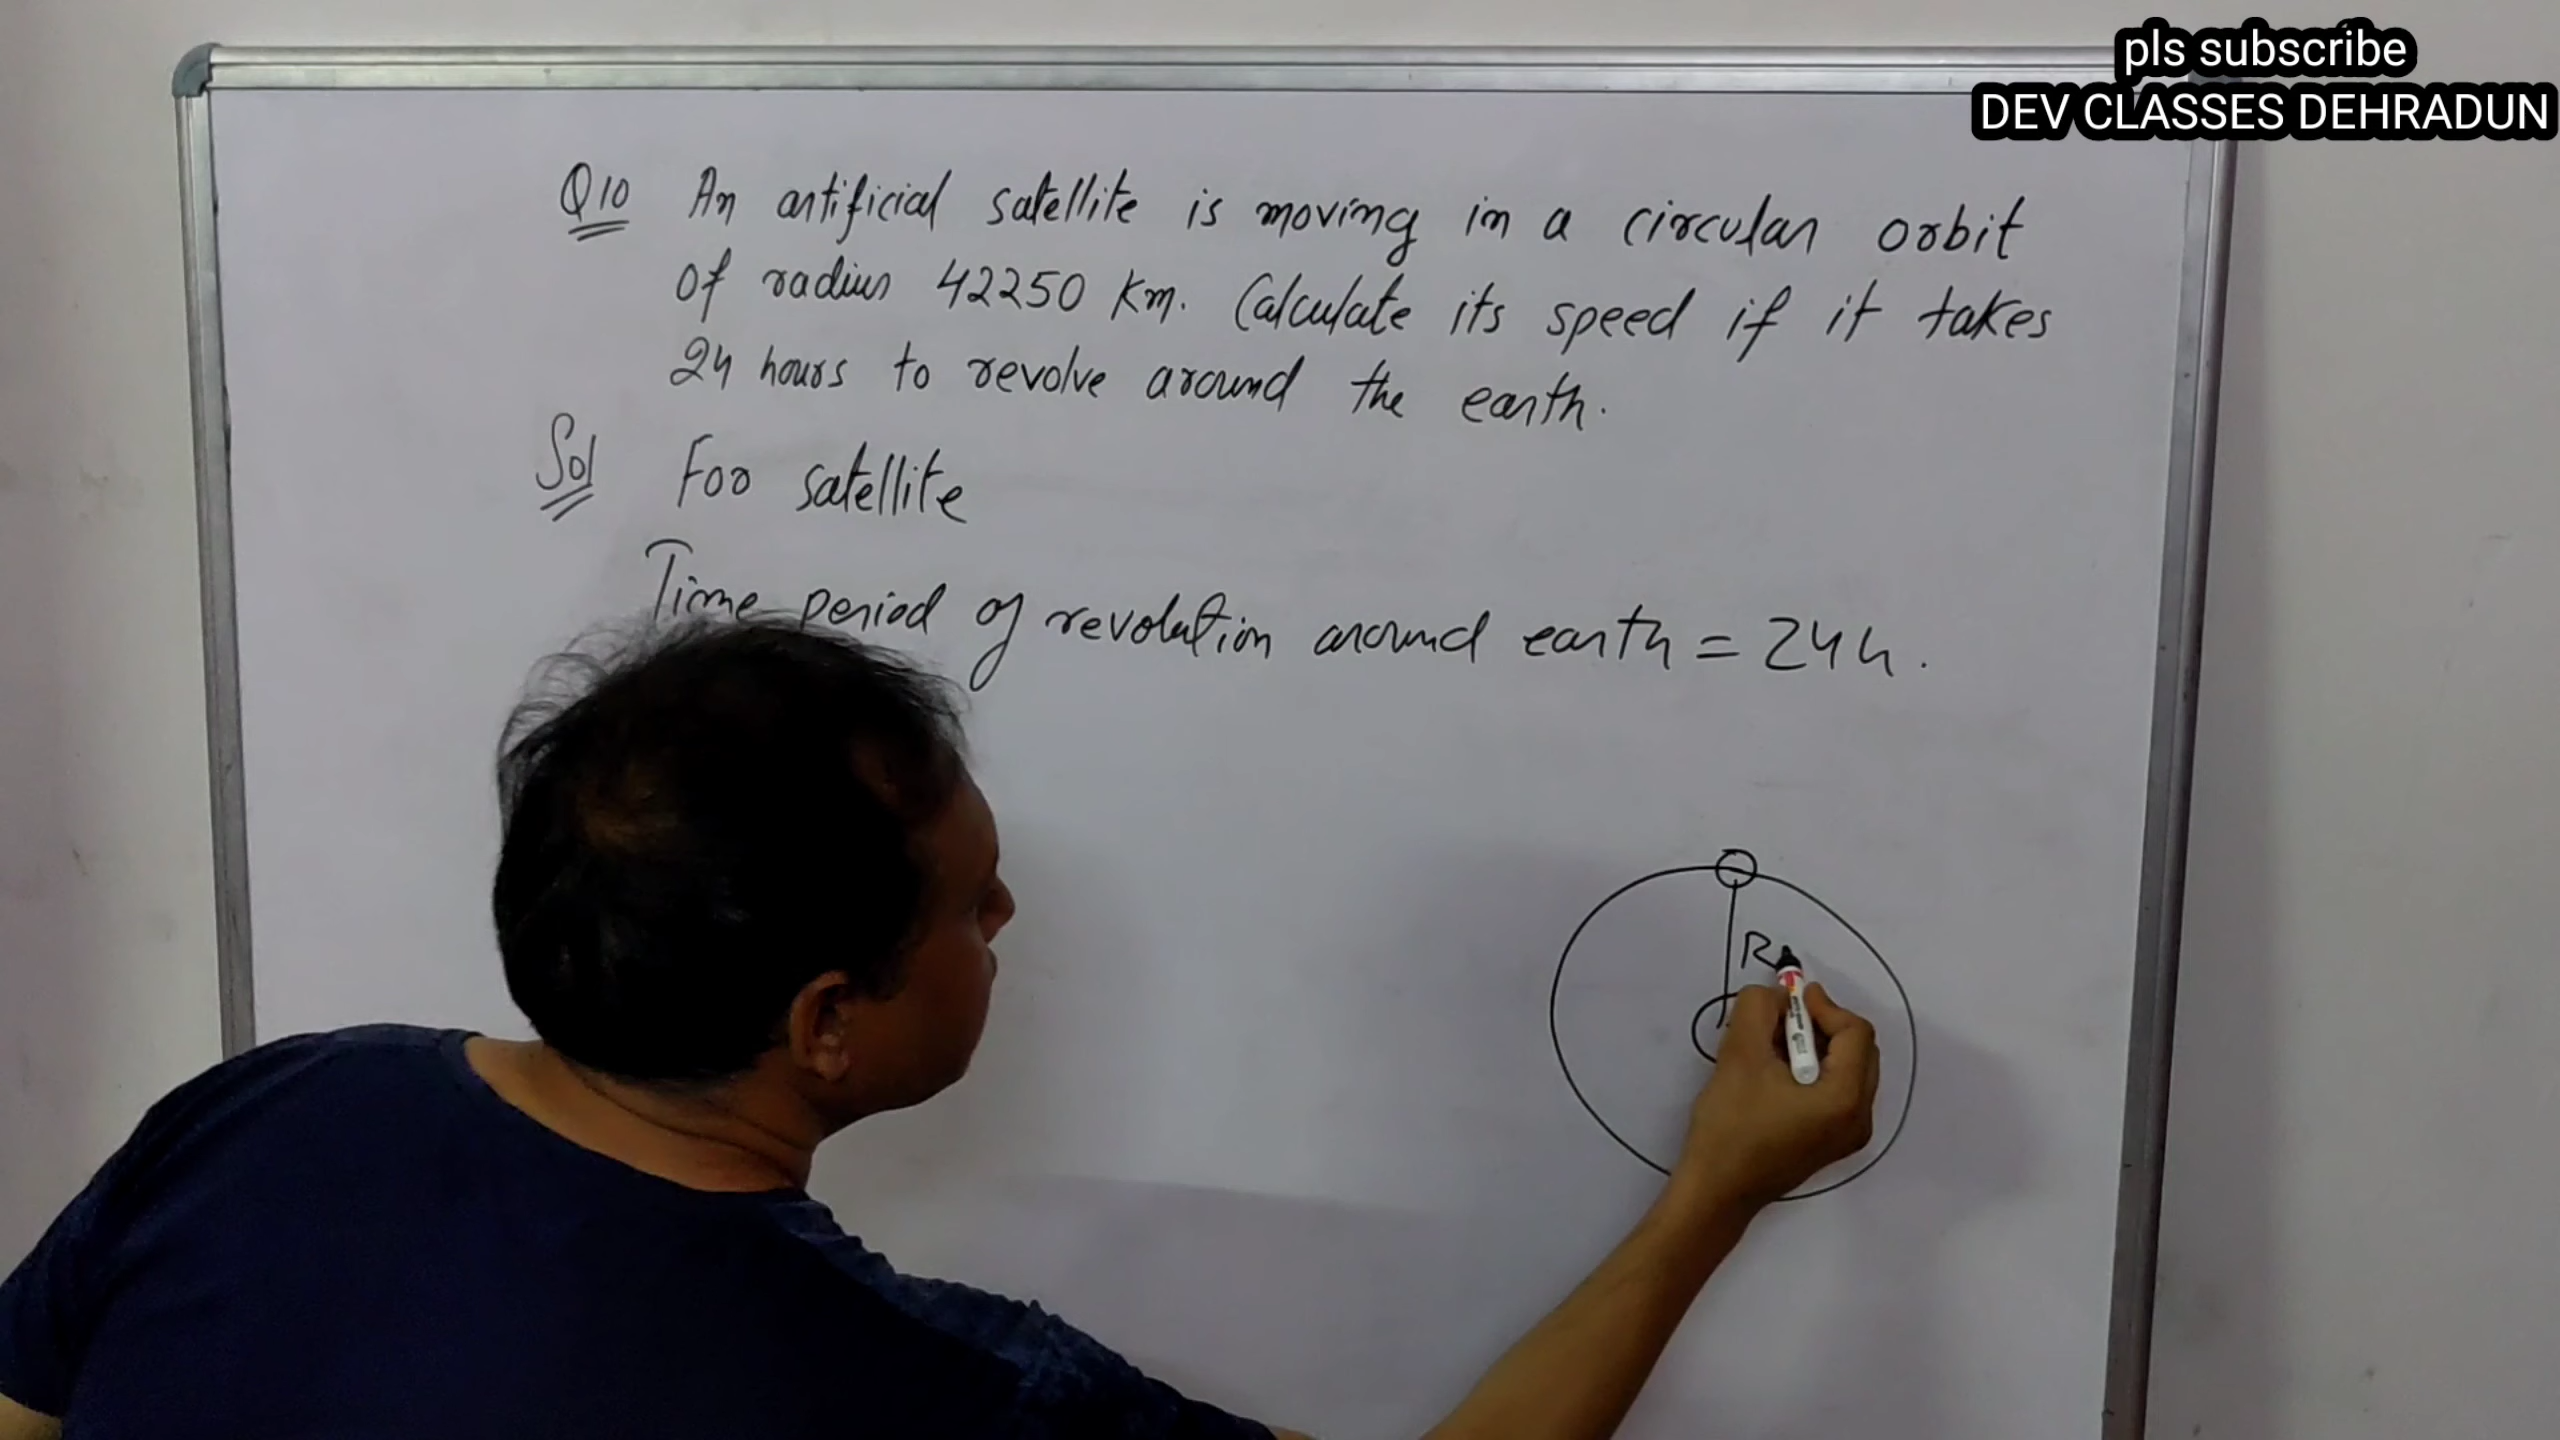 pls subscribe
DEV CLASSES DEHRADUN
Q10 An artificial satellite is moving in a circular orbit
of radius 42250 Km. Calculate its speed if it takes
24 hours to revolve around the earth.
Sol For satellite
Time period of revolution around earth = 24h.
R